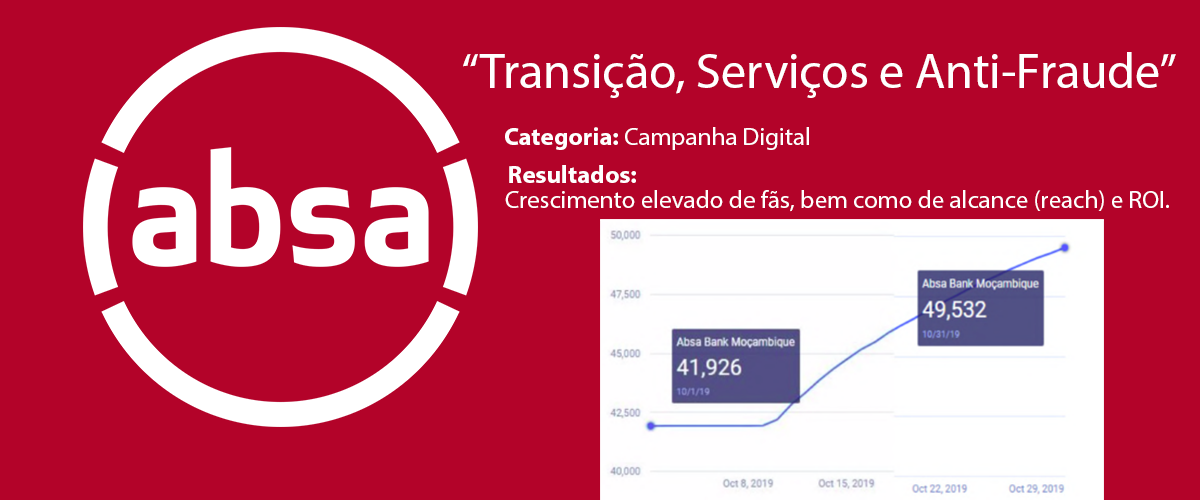 absa
“Transição, Serviços e Anti-Fraude”
Categoria: Campanha Digital
Resultados:
Crescimento elevado de fãs, bem como de alcance (reach) e ROI.
50,000
47,500
45,000
42,500
40,000
Absa Bank Moçambique
41,926
10/1/19
Absa Bank Moçambique
49,532
10/31/19
Oct 8, 2019
Oct 15, 2019
Oct 22, 2019
Oct 29, 2019